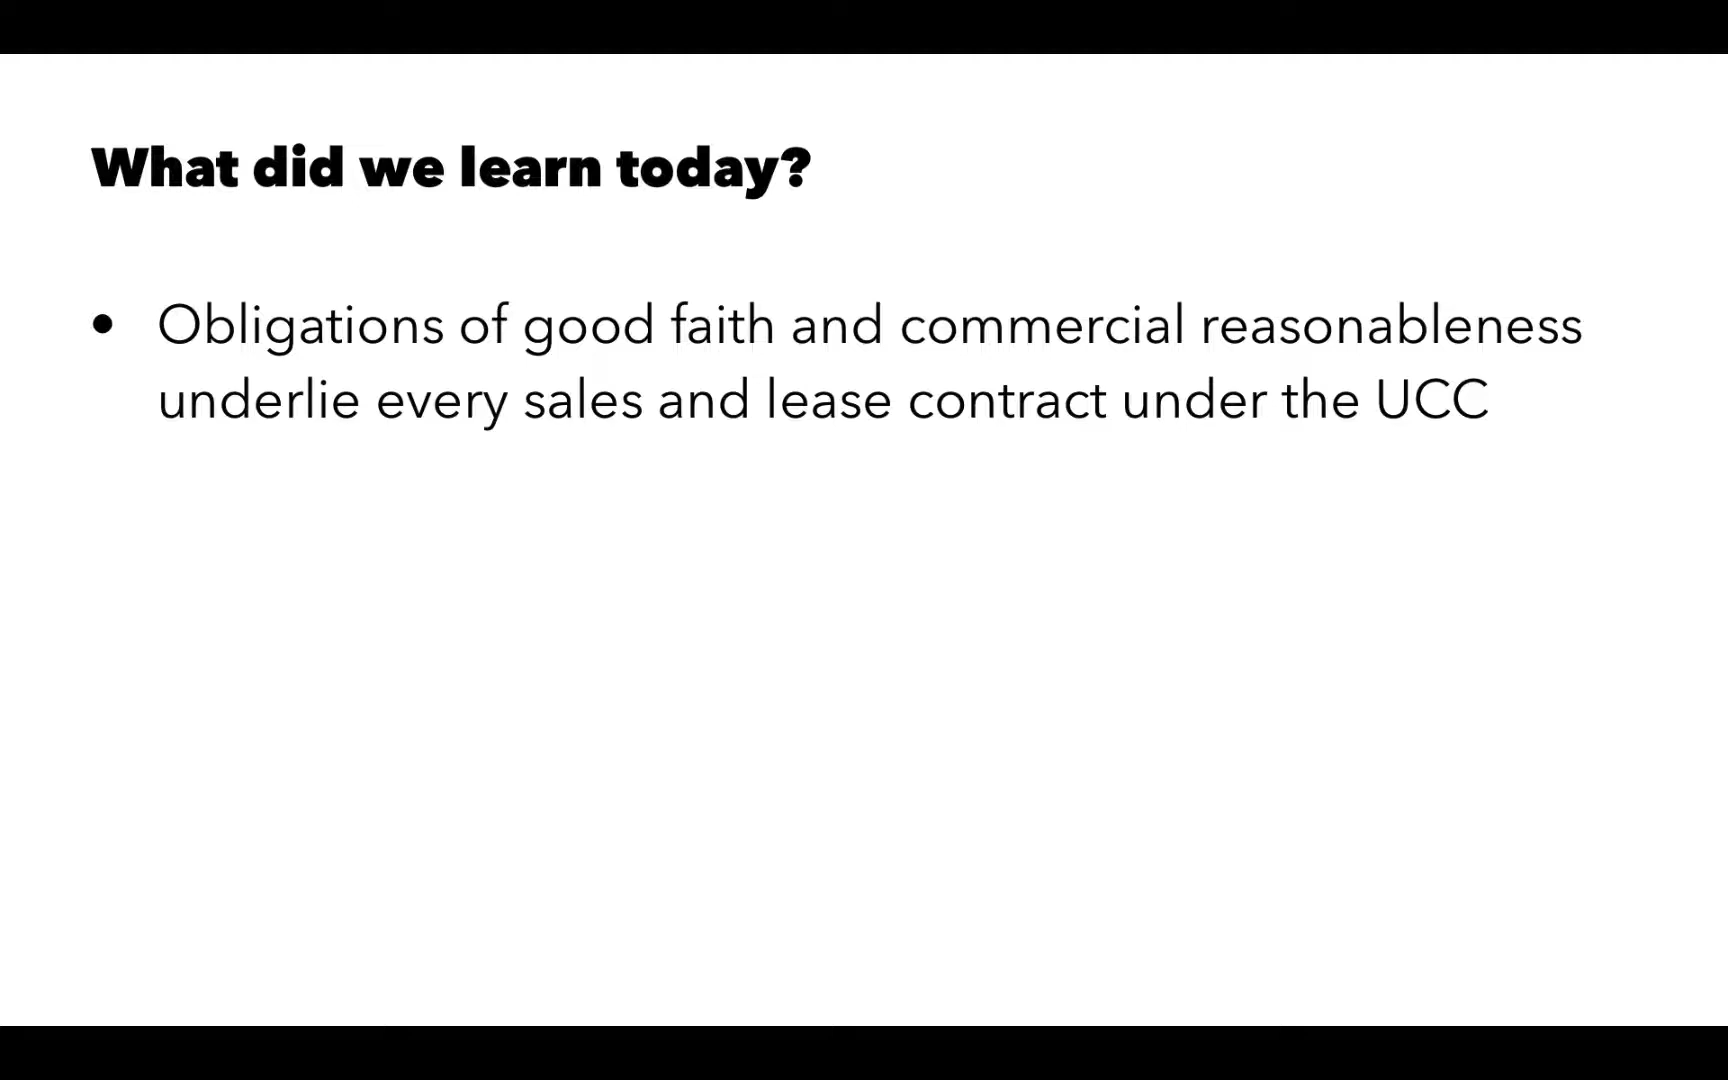 What did we learn today?
• Obligations of good faith and commercial reasonableness
underlie every sales and lease contract under the UCC